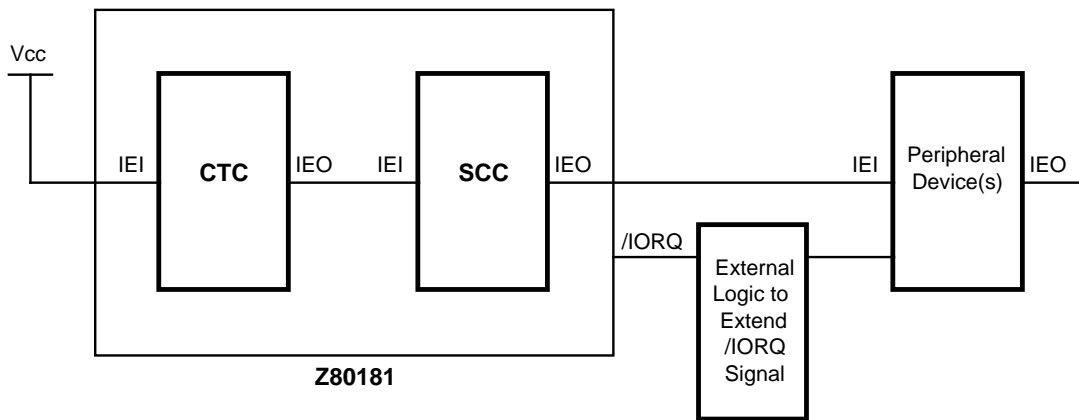 Vcc
IEI
CTC
IEO
IEI
SCC
IEO
IEI
Peripheral
Device(s)
IEO
/IORQ
External
Logic to
Extend
/IORQ
Signal
Z80181